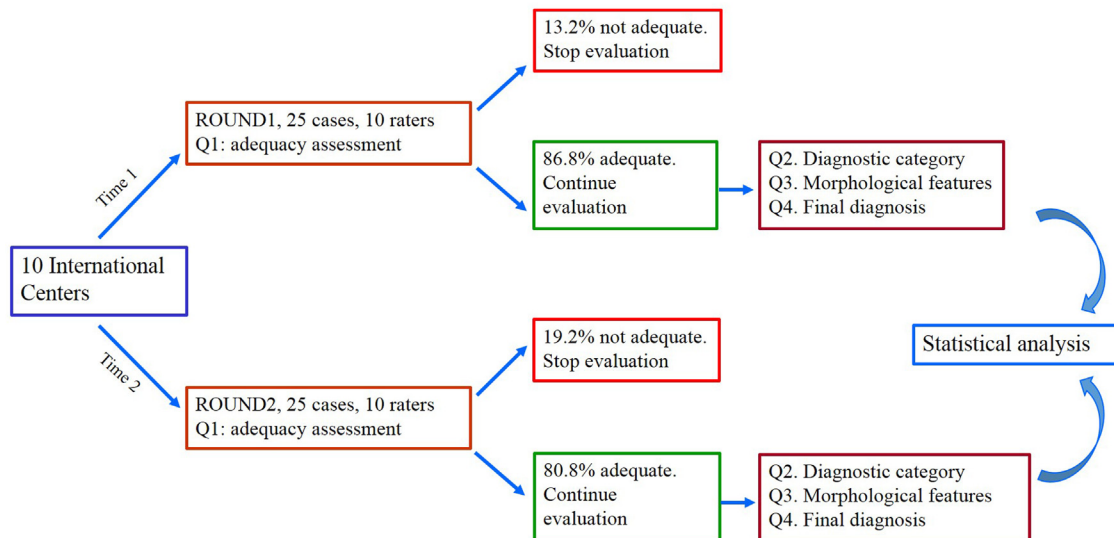 13.2% not adequate.
Stop evaluation
ROUND1, 25 cases, 10 raters
Q1: adequacy assessment
86.8% adequate.
Continue
evaluation
Q2. Diagnostic category
Q3. Morphological features
Q4. Final diagnosis
Time 1
10 International
Centers
Time 2
19.2% not adequate.
Stop evaluation
Statistical analysis
ROUND2, 25 cases, 10 raters
Q1: adequacy assessment
80.8% adequate.
Continue
evaluation
Q2. Diagnostic category
Q3. Morphological features
Q4. Final diagnosis